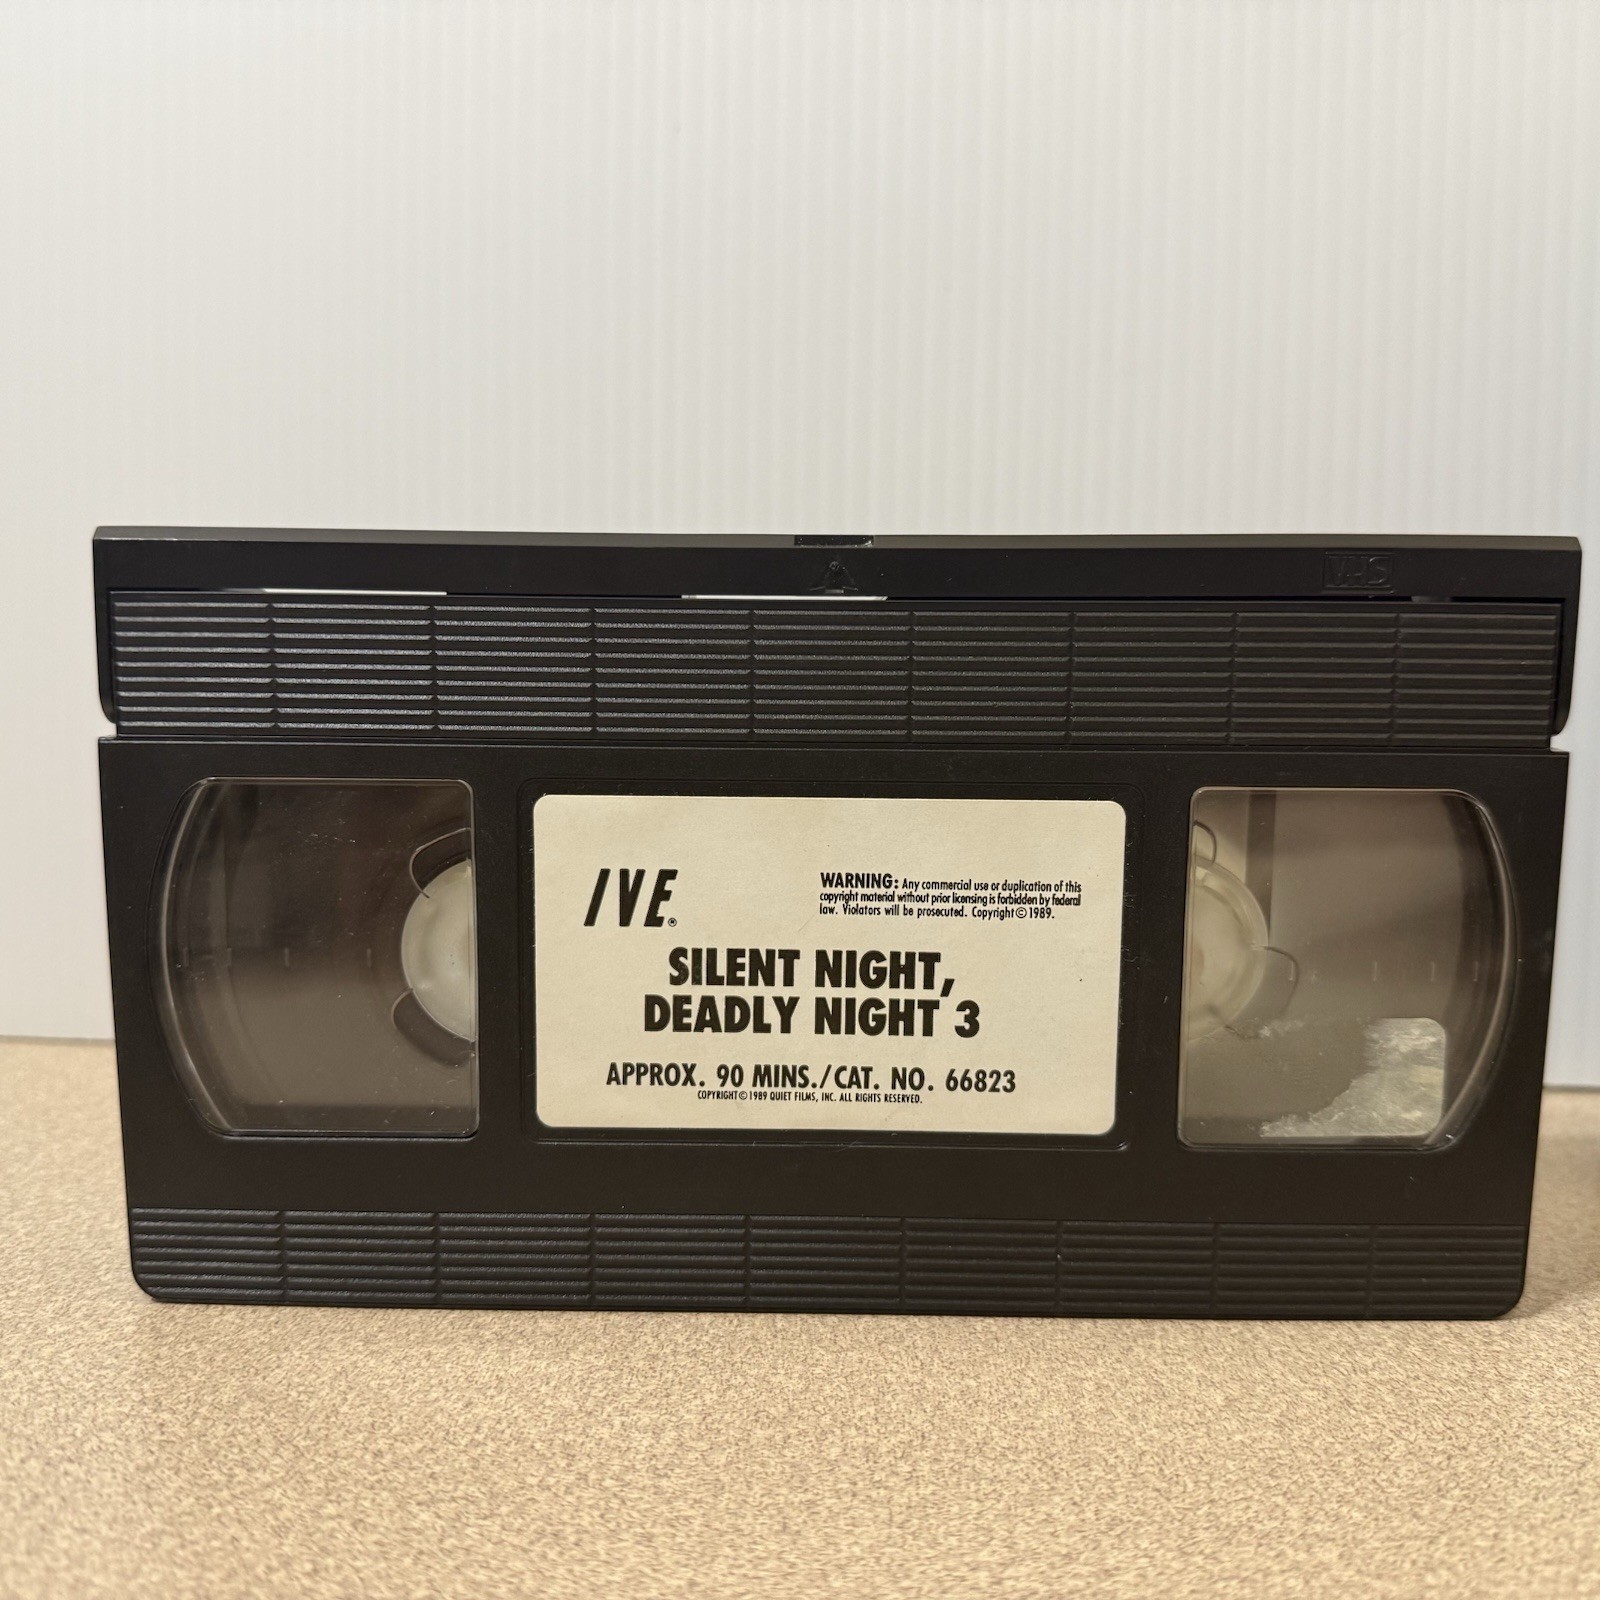 VHS
IVE®
WARNING: Any commercial use or duplication of this
copyright material without prior licensing is forbidden by federal
law. Violators will be prosecuted. Copyright © 1989.
SILENT NIGHT,
DEADLY NIGHT 3
APPROX. 90 MINS./CAT. NO. 66823
COPYRIGHT © 1989 QUIET FILMS, INC. ALL RIGHTS RESERVED.